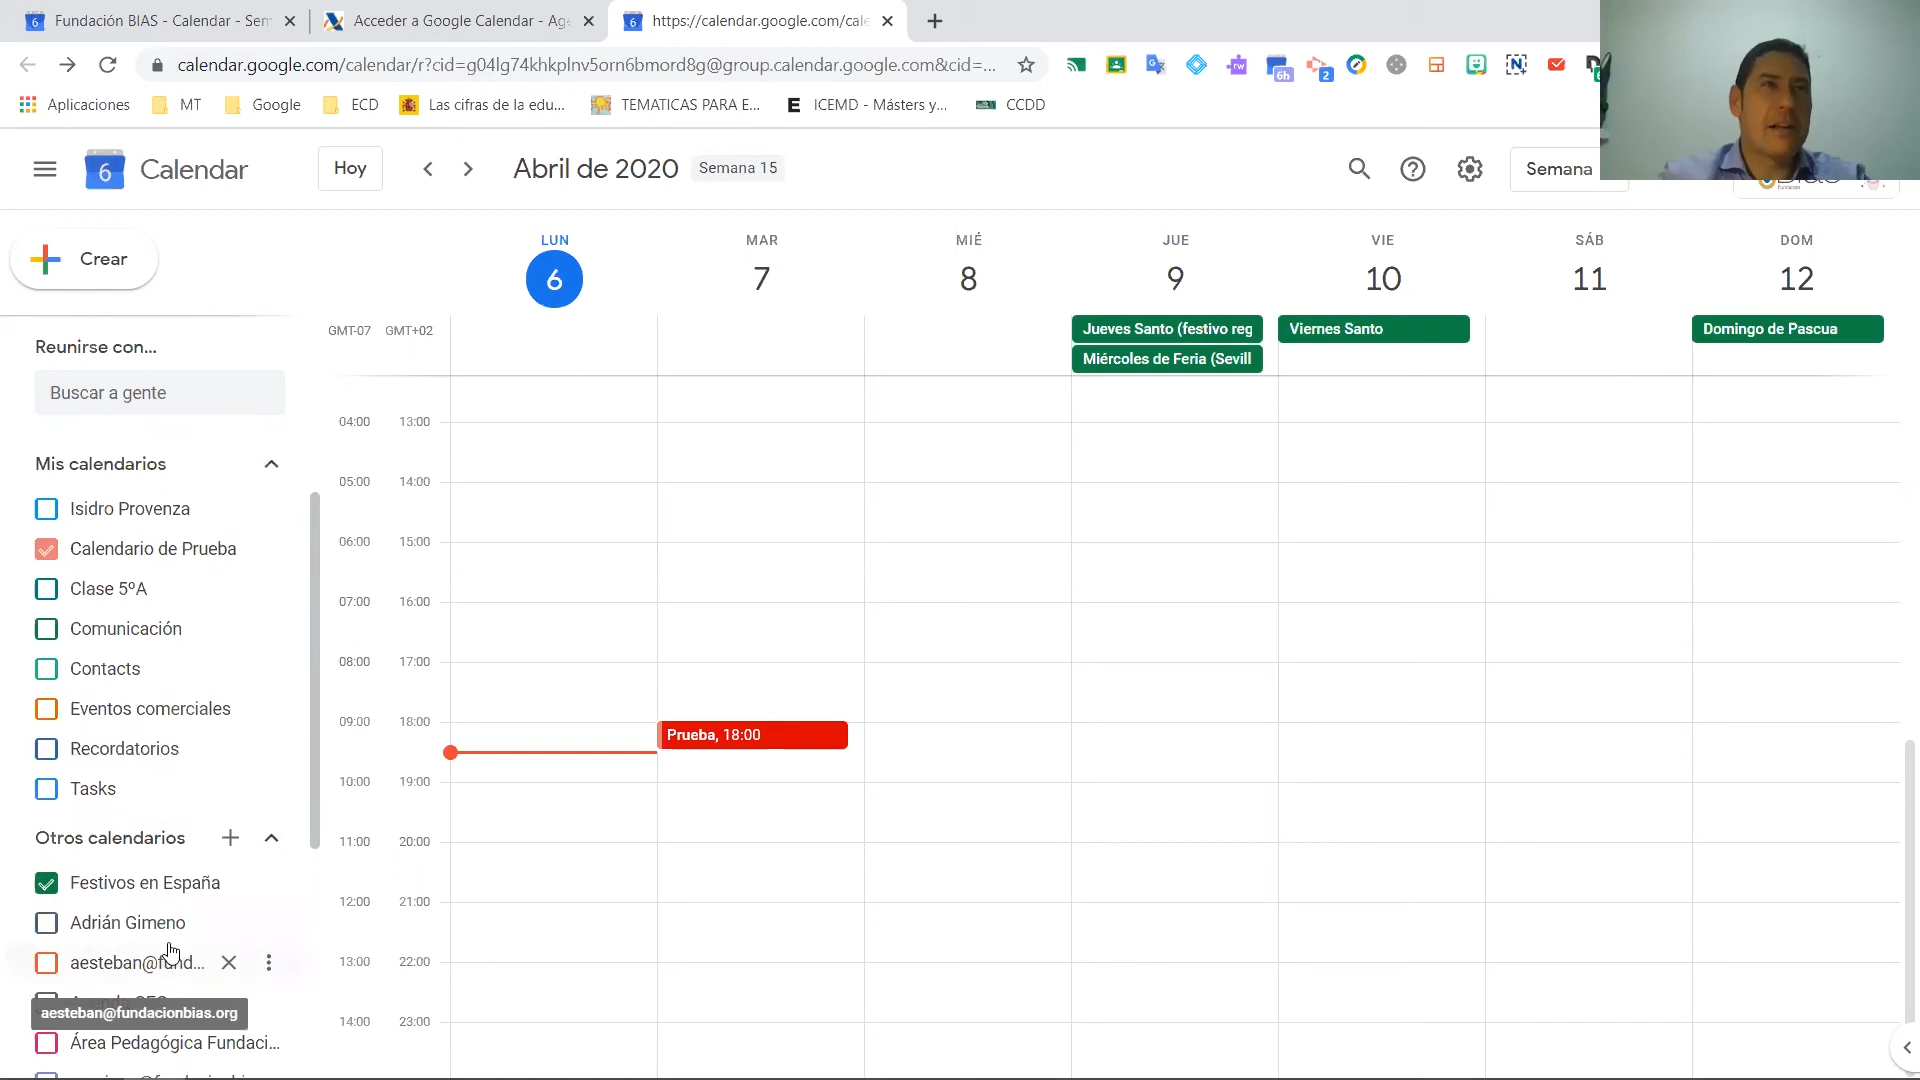 Fundación BIAS - Calendar - Sem
Acceder a Google Calendar - Age
https://calendar.google.com/cale
calendar.google.com/calendar/r?cid=g04lg74khkplnv5orn6bmord8g@group.calendar.google.com&cid=...
6h
2
Aplicaciones
MT
Google
ECD
Las cifras de la edu...
TEMATICAS PARA E...
ICEMD - Másters y...
CCDD
6
Calendar
Hoy
Abril de 2020
Semana 15
Semana
Crear
LUN
MAR
MIÉ
JUE
VIE
SÁB
DOM
6
7
8
9
10
11
12
GMT-07 GMT+02
Jueves Santo (festivo reg
Viernes Santo
Domingo de Pascua
Miércoles de Feria (Sevill
Reunirse con...
Buscar a gente
Mis calendarios
Isidro Provenza
Calendario de Prueba
Clase 5ºA
Comunicación
Contacts
Eventos comerciales
Recordatorios
Tasks
Otros calendarios
Festivos en España
Adrián Gimeno
aesteban@fund...
aesteban@fundacionbias.org
Área Pedagógica Fundaci...
04:00 13:00
05:00 14:00
06:00 15:00
07:00 16:00
08:00 17:00
09:00 18:00
Prueba, 18:00
10:00 19:00
11:00 20:00
12:00 21:00
13:00 22:00
14:00 23:00